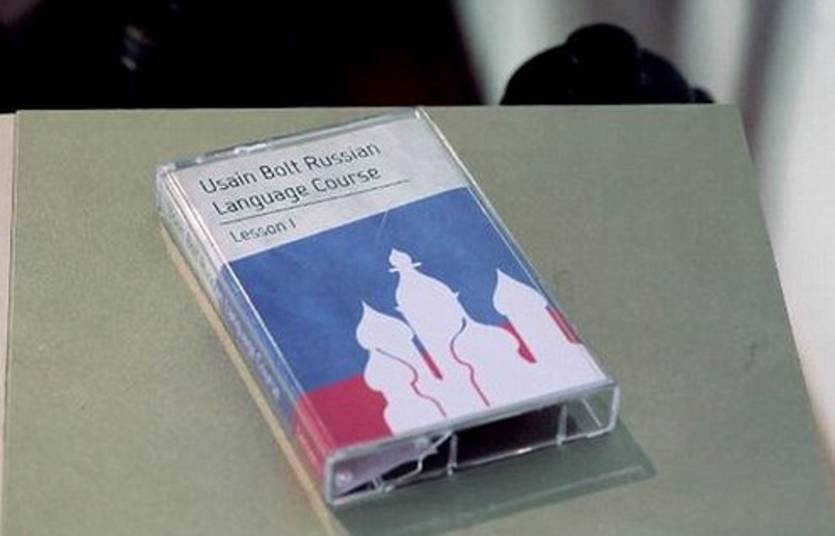 Usain Bolt Russian
Language Course
Lesson 1